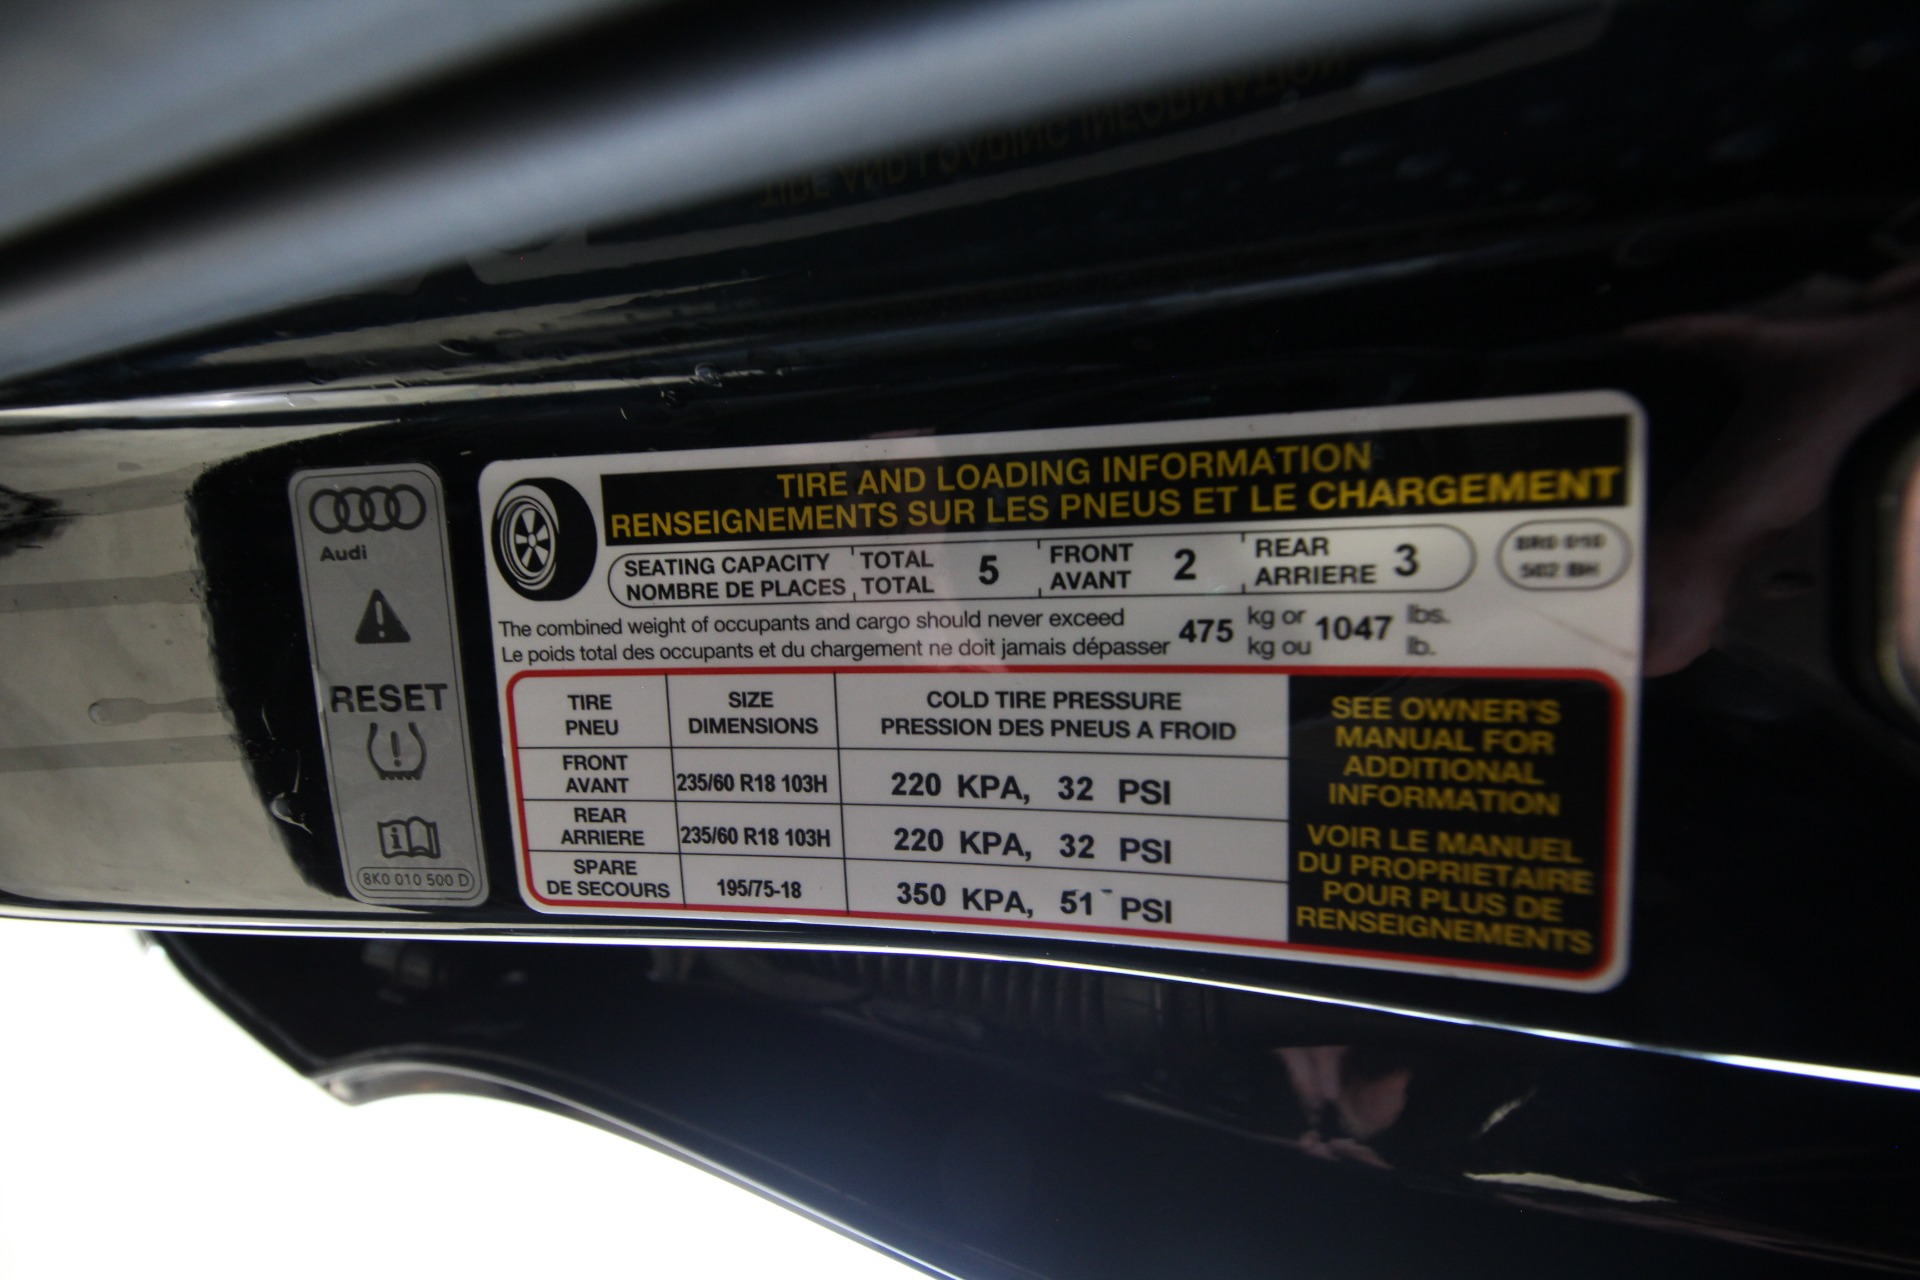 Audi
RESET
8K0 010 500 D
TIRE AND LOADING INFORMATION
RENSEIGNEMENTS SUR LES PNEUS ET LE CHARGEMENT
SEATING CAPACITY TOTAL 5 FRONT 2 REAR 3
NOMBRE DE PLACES TOTAL AVANT ARRIERE
8R0 010
502 BH
The combined weight of occupants and cargo should never exceed 475 kg or 1047 lbs.
Le poids total des occupants et du chargement ne doit jamais dépasser kg ou lb.
TIRE SIZE COLD TIRE PRESSURE
PNEU DIMENSIONS PRESSION DES PNEUS A FROID
FRONT
AVANT 235/60 R18 103H 220 KPA, 32 PSI
REAR
ARRIERE 235/60 R18 103H 220 KPA, 32 PSI
SPARE
DE SECOURS 195/75-18 350 KPA, 51 PSI
SEE OWNER'S
MANUAL FOR
ADDITIONAL
INFORMATION
VOIR LE MANUEL
DU PROPRIETAIRE
POUR PLUS DE
RENSEIGNEMENTS